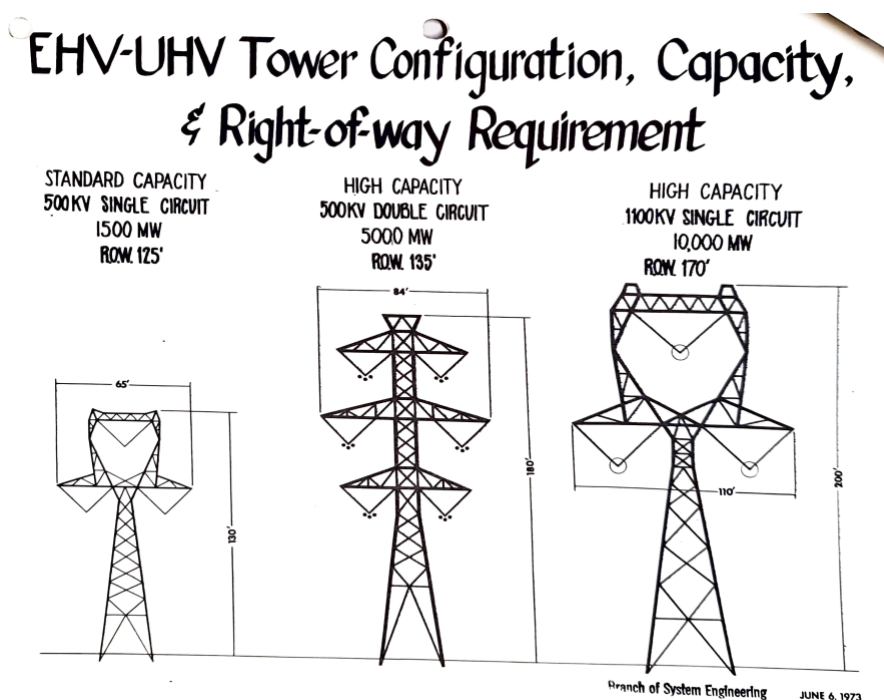 EHV-UHV Tower Configuration, Capacity,
& Right-of-way Requirement
STANDARD CAPACITY
500KV SINGLE CIRCUIT
1500 MW
R.O.W. 125'
HIGH CAPACITY
500KV DOUBLE CIRCUIT
5000 MW
R.O.W. 135'
HIGH CAPACITY
1100KV SINGLE CIRCUIT
10,000 MW
R.O.W. 170'
84'
65'
130'
180'
110'
200'
Branch of System Engineering
JUNE 6, 1973